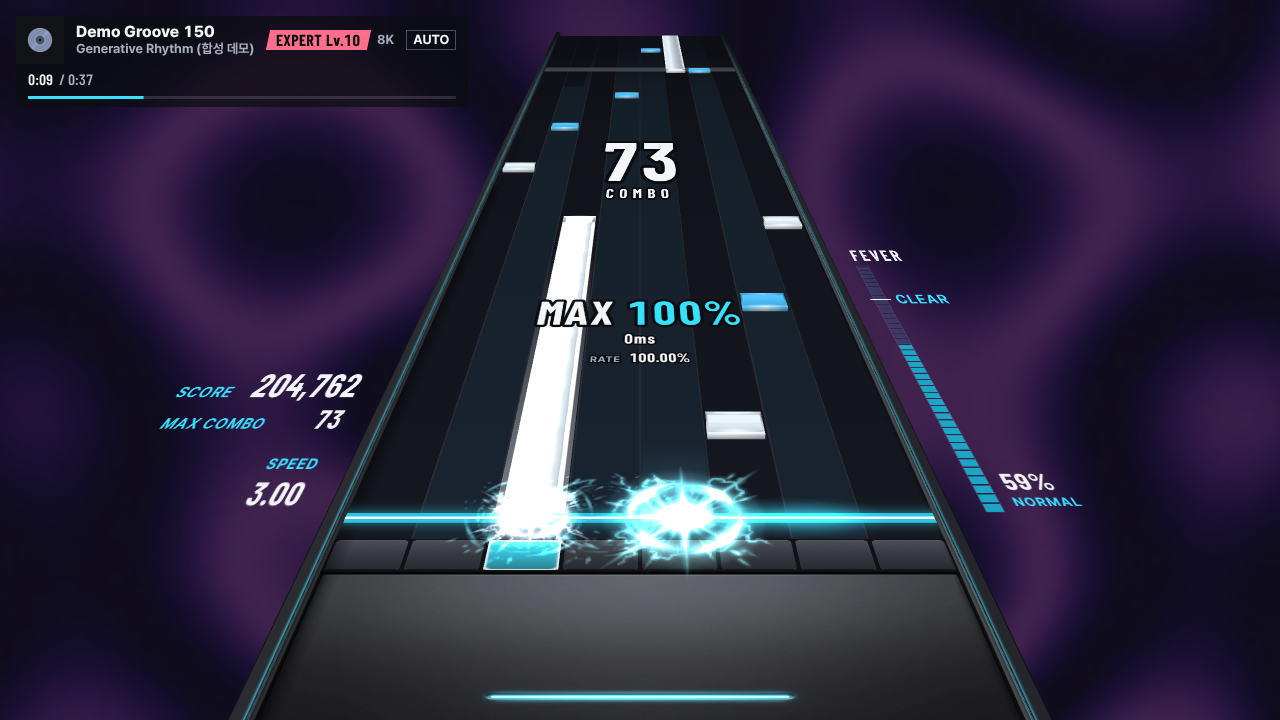 Demo Groove 150
Generative Rhythm (합성 데모)
EXPERT Lv.10 8K AUTO
0:09 / 0:37
73
COMBO
FEVER
CLEAR
MAX 100%
0ms
RATE 100.00%
SCORE 204,762
MAX COMBO 73
SPEED
3.00
59%
NORMAL